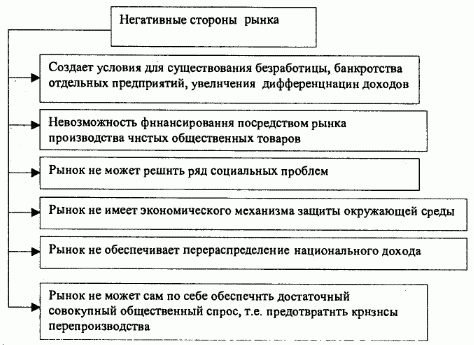 Негативные стороны рынка
Создает условия для существования безработицы, банкротства
отдельных предприятий, увеличения дифференциации доходов
Невозможность финансирования посредством рынка
производства чистых общественных товаров
Рынок не может решить ряд социальных проблем
Рынок не имеет экономического механизма защиты окружающей среды
Рынок не обеспечивает перераспределение национального дохода
Рынок не может сам по себе обеспечить достаточный
совокупный общественный спрос, т.е. предотвратить кризисы
перепроизводства